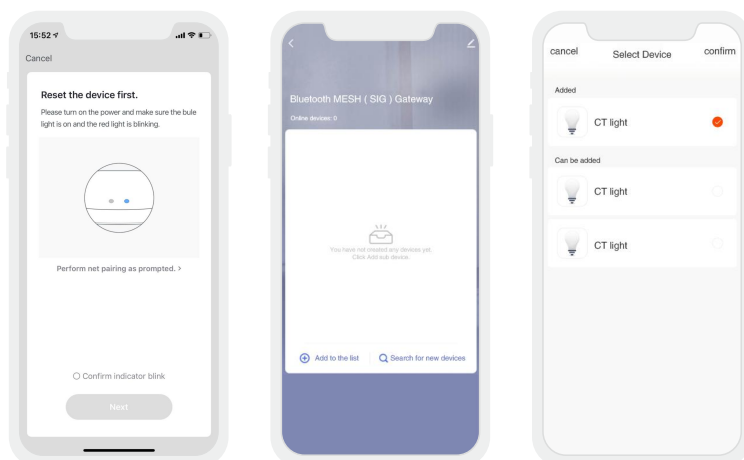 15:52
Cancel
Reset the device first.
Please turn on the power and make sure the bule
light is on and the red light is blinking.
Perform net pairing as prompted. >
Confirm indicator blink
Next
Bluetooth MESH ( SIG ) Gateway
Online devices: 0
You have not created any devices yet.
Click Add sub device.
Add to the list
Search for new devices
cancel
Select Device
confirm
Added
CT light
Can be added
CT light
CT light